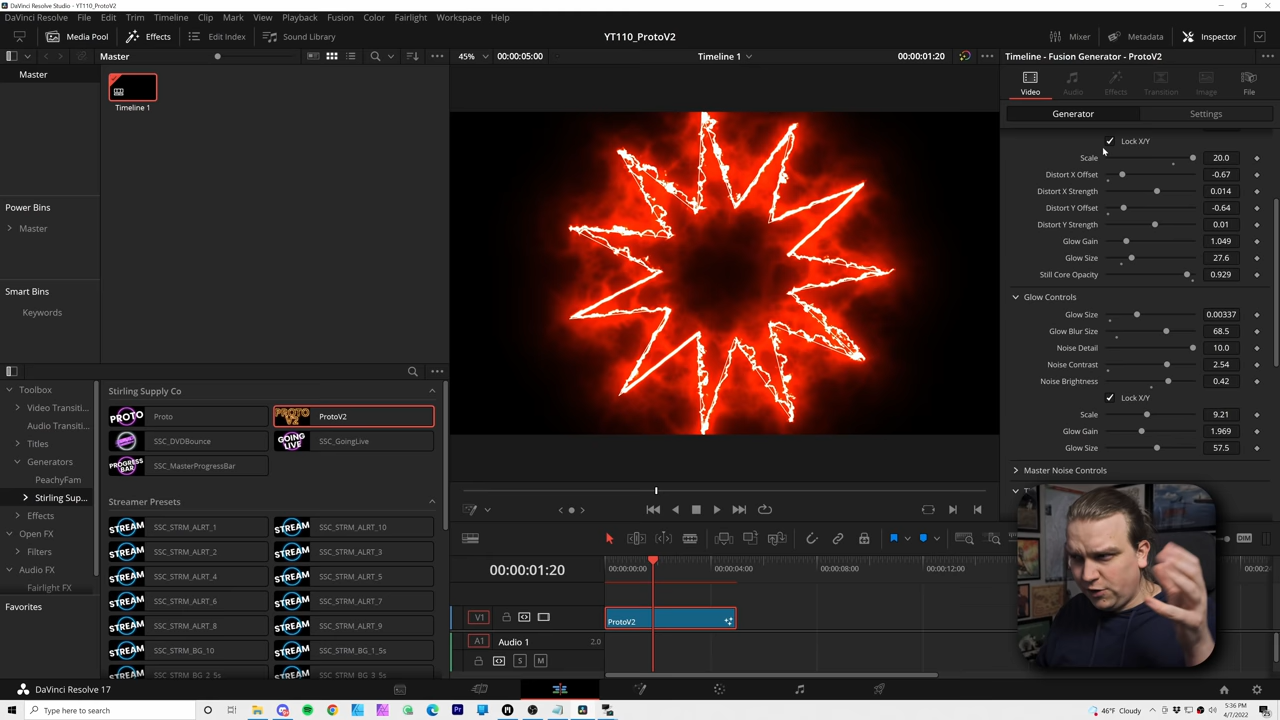 DaVinci Resolve Studio - YT110_ProtoV2
DaVinci Resolve File Edit Trim Timeline Clip Mark View Playback Fusion Color Fairlight Workspace Help
Media Pool Effects Edit Index Sound Library YT110_ProtoV2 Mixer Metadata Inspector
Master 45% 00:00:05:00 Timeline 1 00:00:01:20 Timeline - Fusion Generator - ProtoV2
Master
Timeline 1
Power Bins
Master
Smart Bins
Keywords
Video Audio Effects Transition Image File
Generator Settings
Lock X/Y
Scale 20.0
Distort X Offset -0.67
Distort X Strength 0.014
Distort Y Offset -0.64
Distort Y Strength 0.01
Glow Gain 1.049
Glow Size 27.6
Still Core Opacity 0.929
Glow Controls
Glow Size 0.00337
Glow Blur Size 68.5
Noise Detail 10.0
Noise Contrast 2.54
Noise Brightness 0.42
Lock X/Y
Scale 9.21
Glow Gain 1.969
Glow Size 57.5
Master Noise Controls
Toolbox
Video Transiti...
Audio Transiti...
Titles
Generators
PeachyFam
Stirling Sup...
Effects
Open FX
Filters
Audio FX
Fairlight FX
Favorites
Stirling Supply Co
PROTO Proto PROTO V2 ProtoV2
SSC_DVDBounce GOING LIVE SSC_GoingLive
PROGRESS BAR SSC_MasterProgressBar
Streamer Presets
STREAM SSC_STRM_ALRT_1 STREAM SSC_STRM_ALRT_10
STREAM SSC_STRM_ALRT_2 STREAM SSC_STRM_ALRT_3
STREAM SSC_STRM_ALRT_4 STREAM SSC_STRM_ALRT_5
STREAM SSC_STRM_ALRT_6 STREAM SSC_STRM_ALRT_7
STREAM SSC_STRM_ALRT_8 STREAM SSC_STRM_ALRT_9
STREAM SSC_STRM_BG_10 STREAM SSC_STRM_BG_1_5s
STREAM SSC_STRM_BG_2_5s STREAM SSC_STRM_BG_3_5s
DIM
00:00:01:20 00:00:00:00 00:00:04:00 00:00:08:00 00:00:12:00
V1 ProtoV2
A1 Audio 1 2.0
S M
DaVinci Resolve 17
Type here to search 46°F Cloudy 5:36 PM
4/7/2022